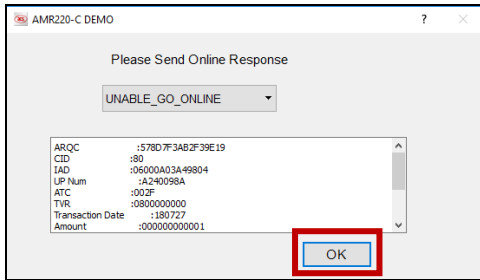 AMR220-C DEMO
?
Please Send Online Response
UNABLE_GO_ONLINE
ARQC :578D7F3AB2F39E19
CID :80
IAD :06000A03A49804
UP Num :A240098A
ATC :002F
TVR :0800000000
Transaction Date :180727
Amount :000000000001
OK